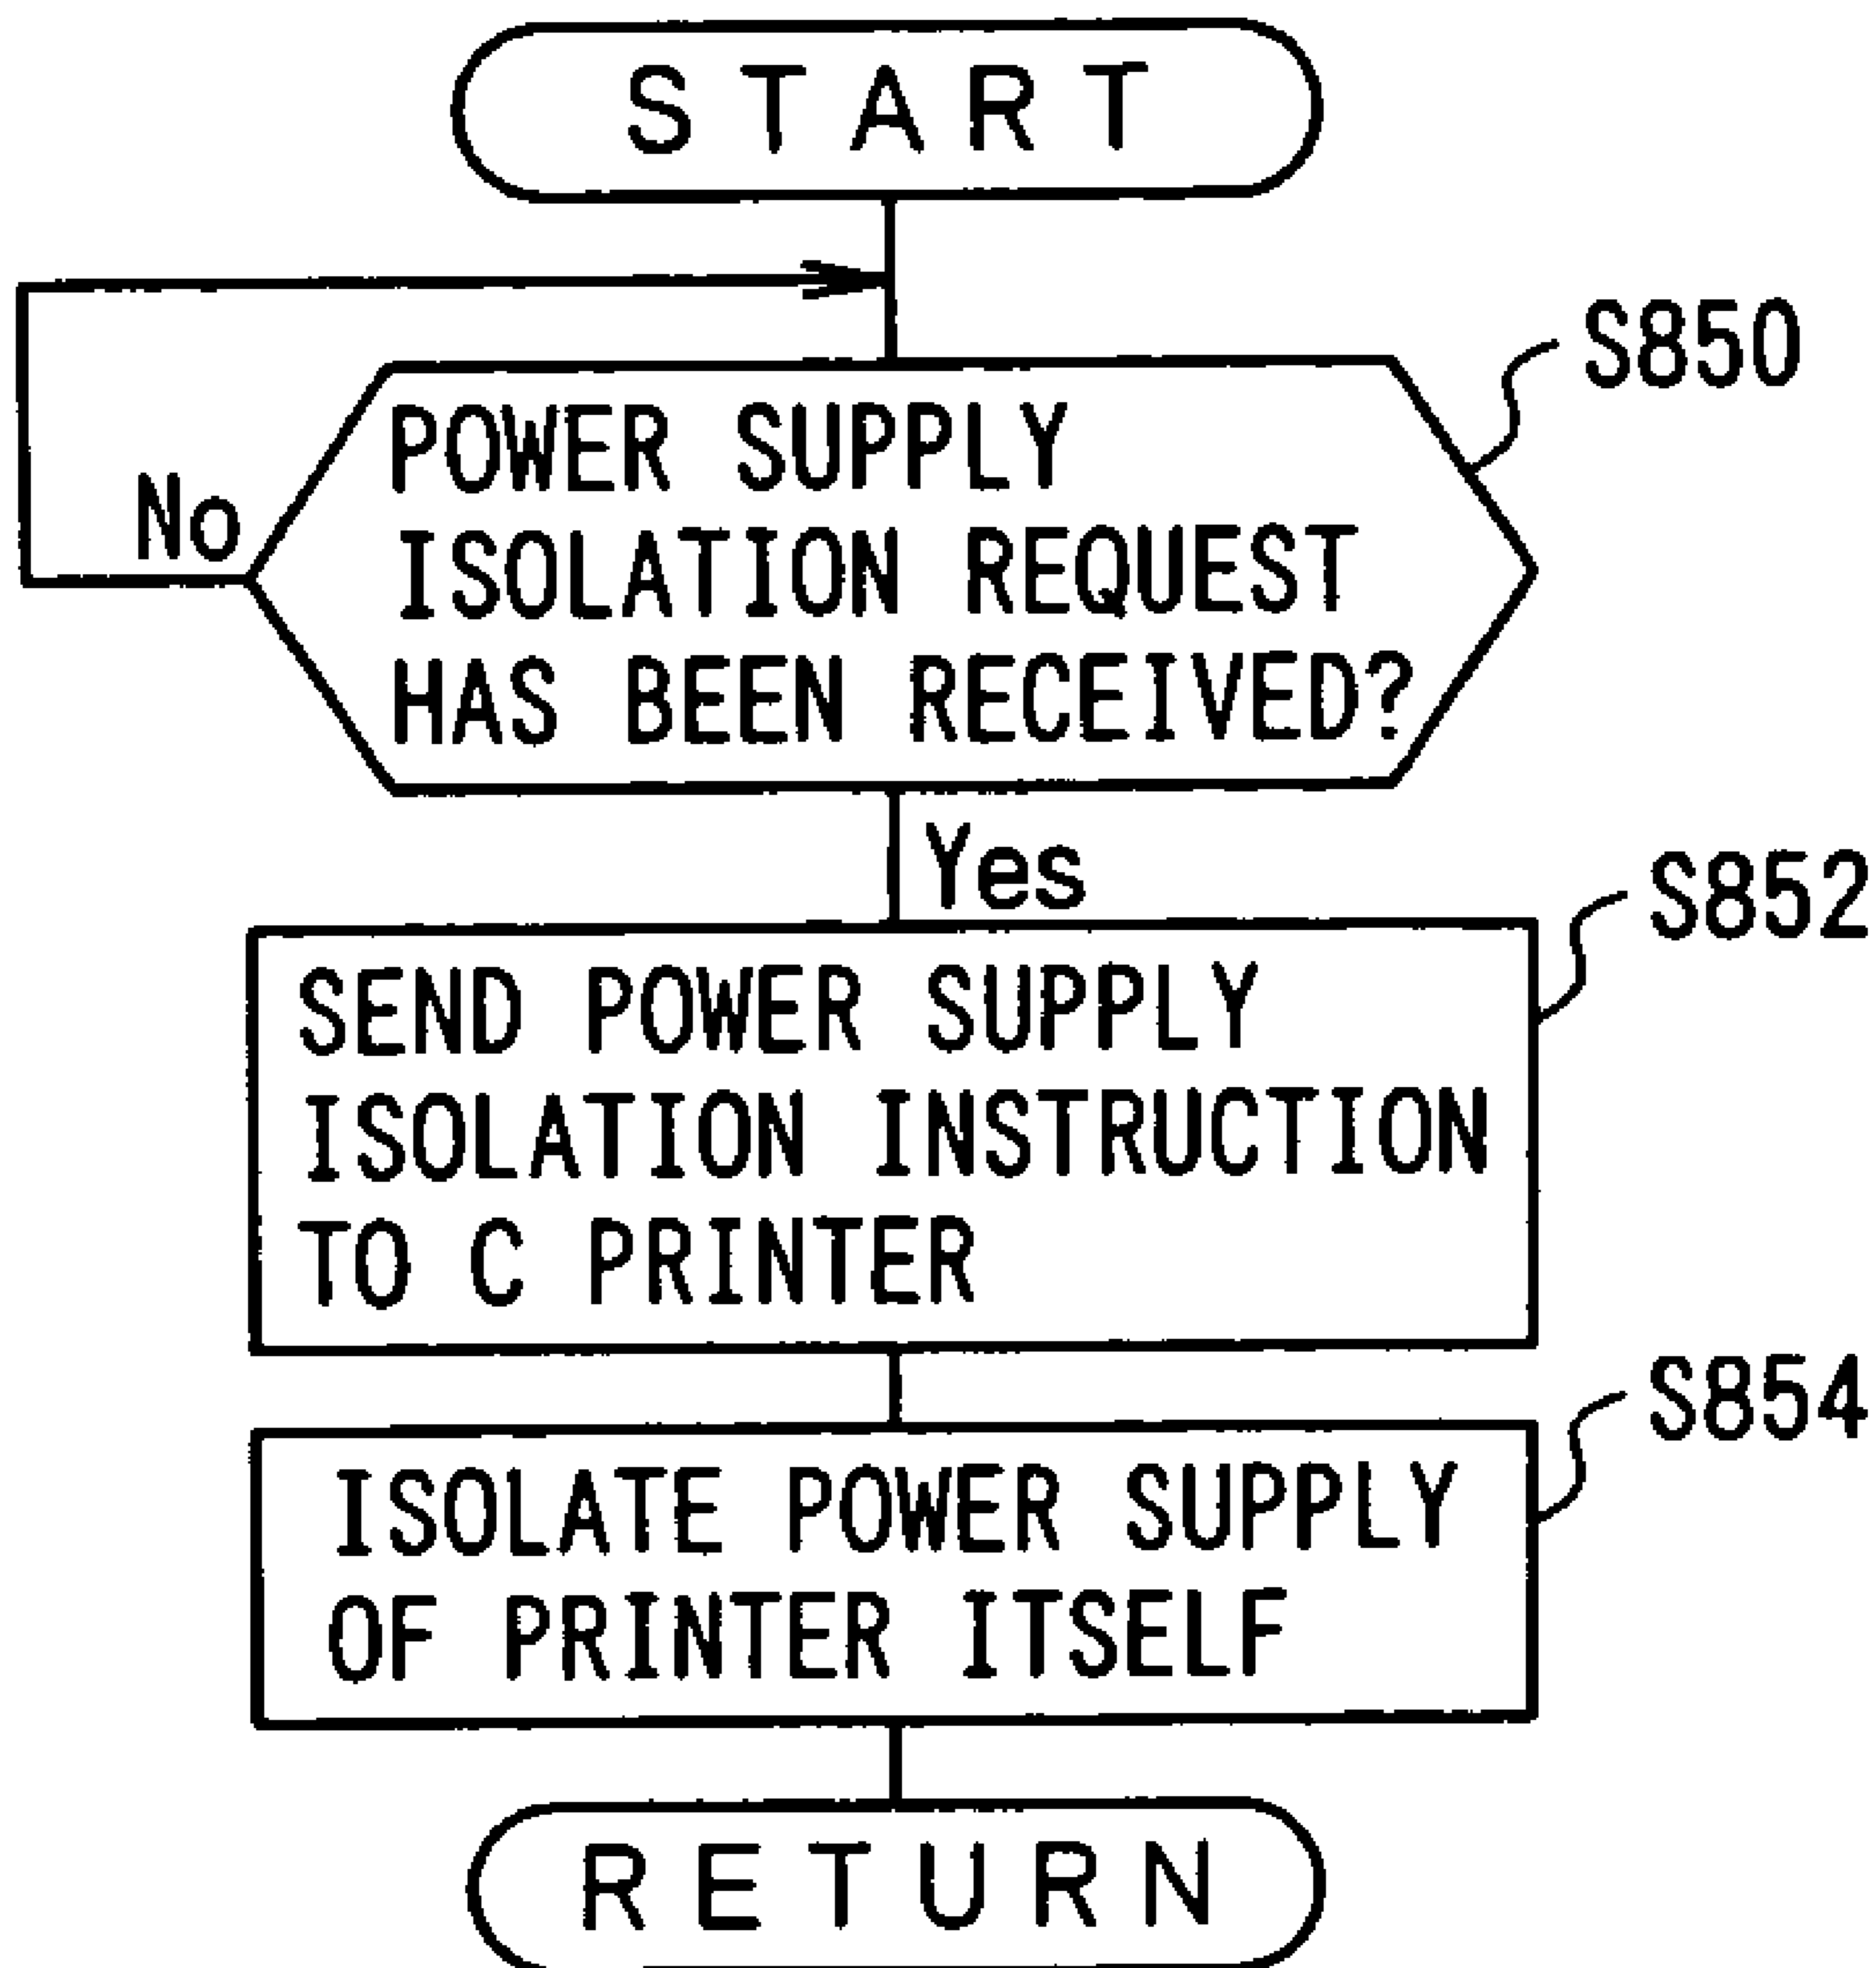 START
S850
POWER SUPPLY
ISOLATION REQUEST
HAS BEEN RECEIVED?
No
Yes
S852
SEND POWER SUPPLY
ISOLATION INSTRUCTION
TO C PRINTER
S854
ISOLATE POWER SUPPLY
OF PRINTER ITSELF
RETURN